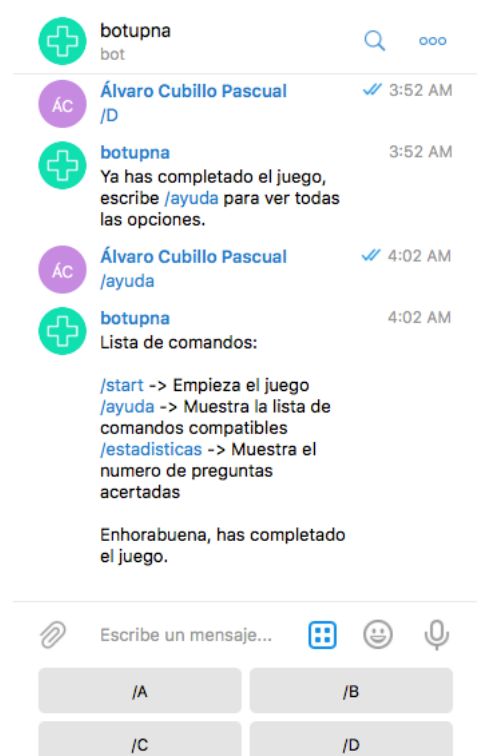 botupna
bot
Álvaro Cubillo Pascual 3:52 AM
ÁC
/D
botupna 3:52 AM
Ya has completado el juego,
escribe /ayuda para ver todas
las opciones.
Álvaro Cubillo Pascual 4:02 AM
ÁC
/ayuda
botupna 4:02 AM
Lista de comandos:
/start -> Empieza el juego
/ayuda -> Muestra la lista de
comandos compatibles
/estadisticas -> Muestra el
numero de preguntas
acertadas
Enhorabuena, has completado
el juego.
Escribe un mensaje...
/A /B
/C /D